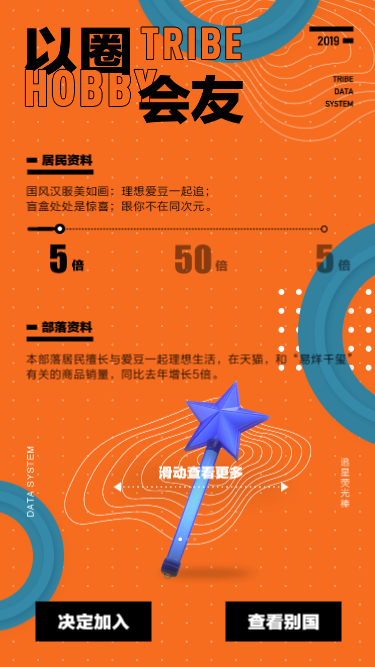 以圈 TRIBE
HOBBY 会友
2019
TRIBE
DATA
SYSTEM
居民资料
国风汉服美如画：理想爱豆一起追；
盲盒处处是惊喜；跟你不在同次元。
5倍 50倍 5倍
部落资料
本部落居民擅长与爱豆一起理想生活，在天猫，和“易烊千玺”
有关的商品销量，同比去年增长5倍。
滑动查看更多
DATA SYSTEM
追星荧光棒
决定加入 查看别国